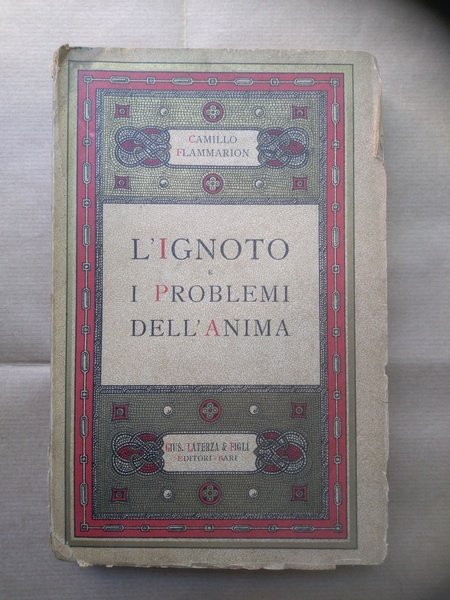 CAMILLO
FLAMMARION
L'IGNOTO
E
I PROBLEMI
DELL'ANIMA
GIUS. LATERZA & FIGLI
EDITORI-BARI